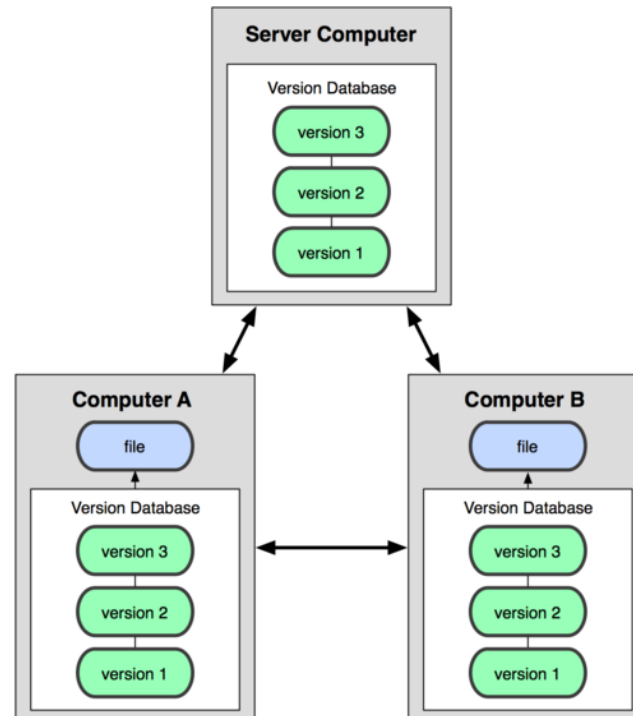 Server Computer
Version Database
version 3
version 2
version 1
Computer A
file
Version Database
version 3
version 2
version 1
Computer B
file
Version Database
version 3
version 2
version 1